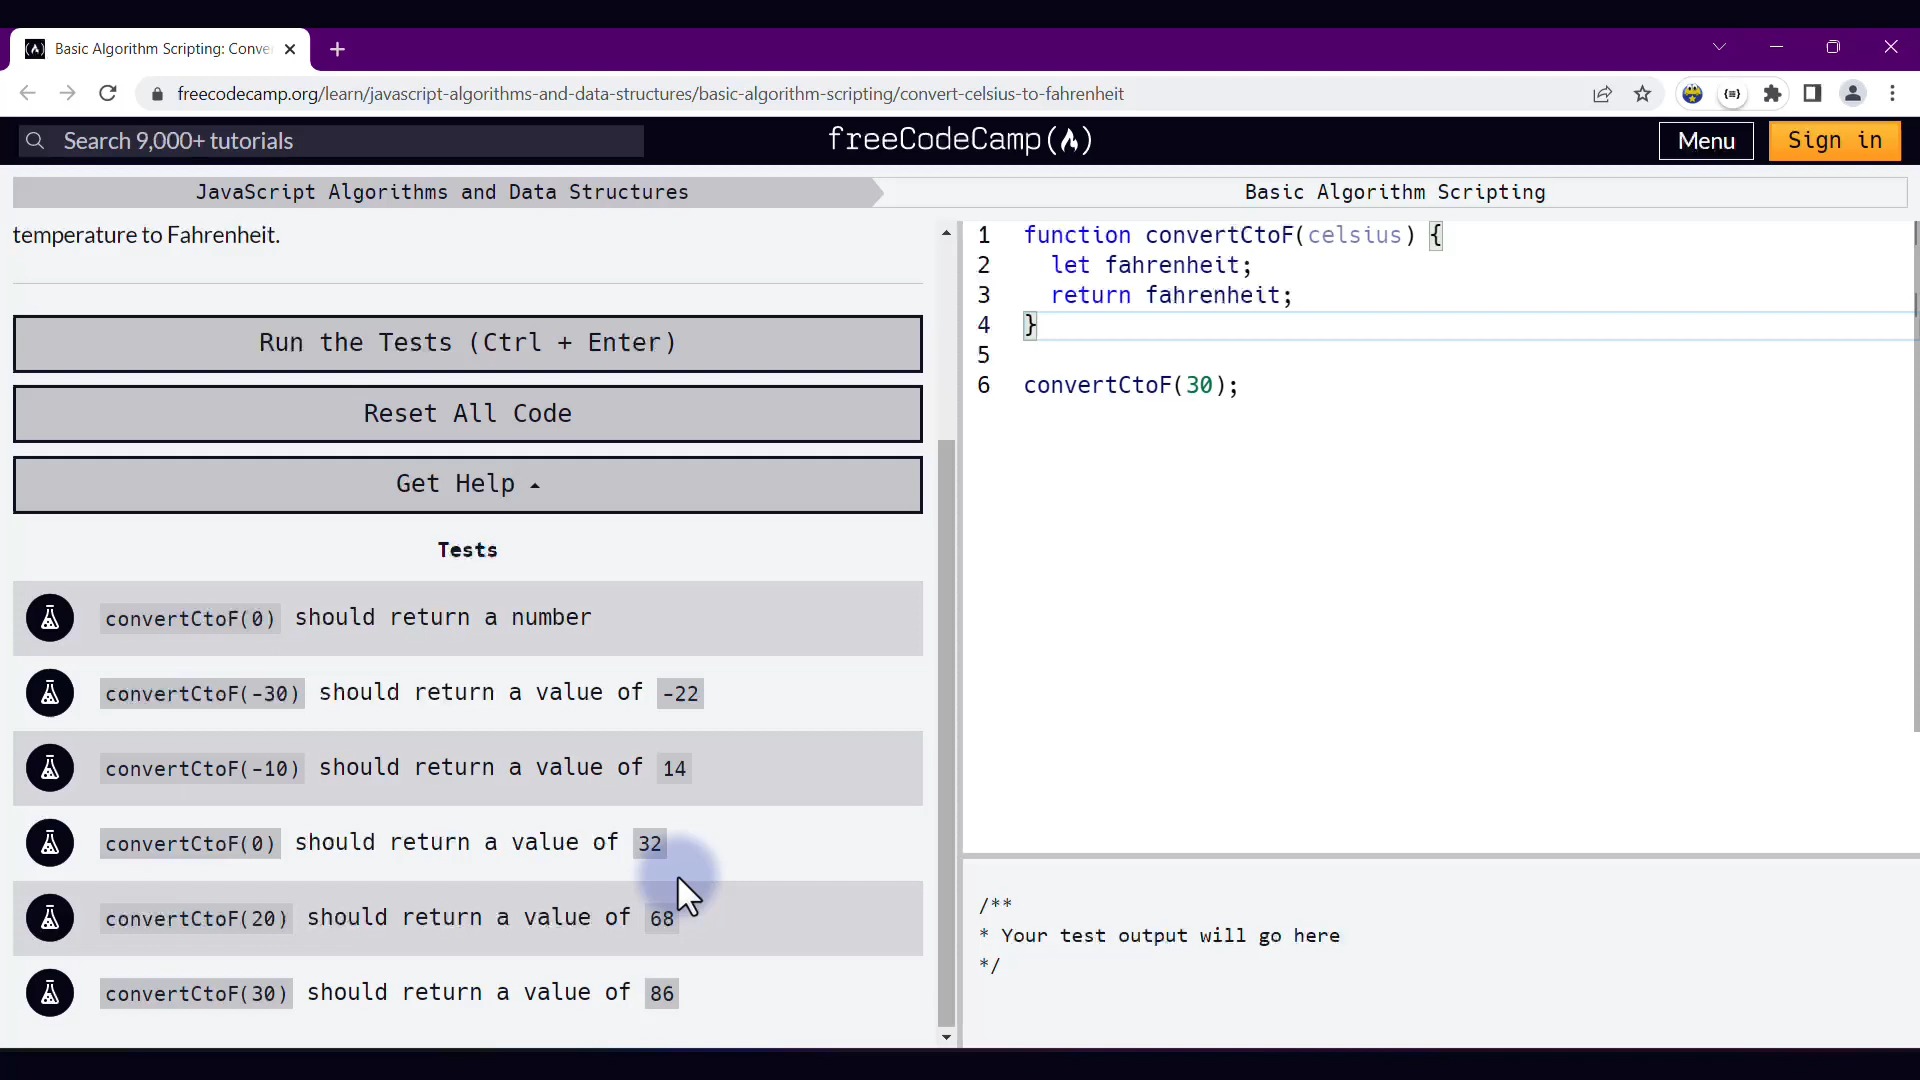 Basic Algorithm Scripting: Conve
freecodecamp.org/learn/javascript-algorithms-and-data-structures/basic-algorithm-scripting/convert-celsius-to-fahrenheit
Search 9,000+ tutorials
freeCodeCamp
Menu
Sign in
JavaScript Algorithms and Data Structures
Basic Algorithm Scripting
temperature to Fahrenheit.
Run the Tests (Ctrl + Enter)
Reset All Code
Get Help
Tests
convertCtoF(0) should return a number
convertCtoF(-30) should return a value of -22
convertCtoF(-10) should return a value of 14
convertCtoF(0) should return a value of 32
convertCtoF(20) should return a value of 68
convertCtoF(30) should return a value of 86
1 function convertCtoF(celsius) {
2 let fahrenheit;
3 return fahrenheit;
4 }
5
6 convertCtoF(30);
/**
* Your test output will go here
*/